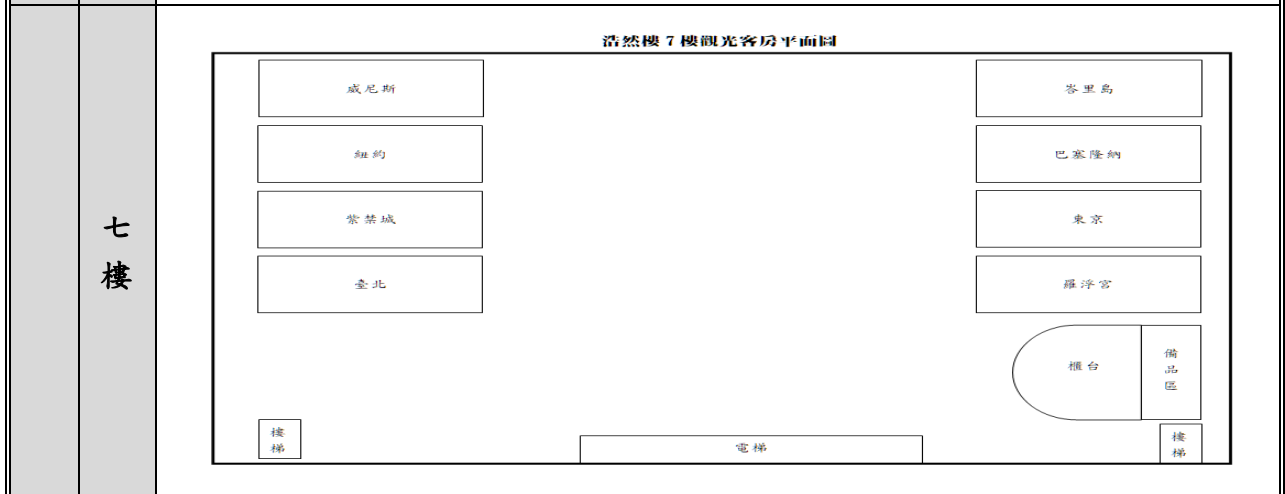 七
樓
浩然樓7樓觀光客房平面圖
威尼斯
峇里島
紐約
巴塞隆納
紫禁城
東京
臺北
羅浮宮
櫃台
備
品
區
樓
梯
電梯
樓
梯